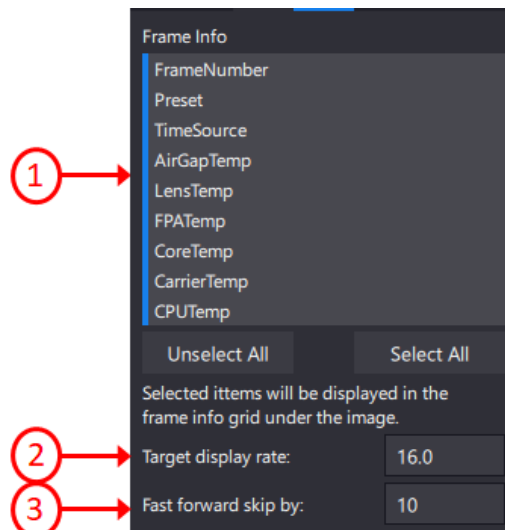 Frame Info
FrameNumber
Preset
TimeSource
1
AirGapTemp
LensTemp
FPATemp
CoreTemp
CarrierTemp
CPUTemp
Unselect All Select All
Selected ittems will be displayed in the
frame info grid under the image.
2 Target display rate: 16.0
3 Fast forward skip by: 10